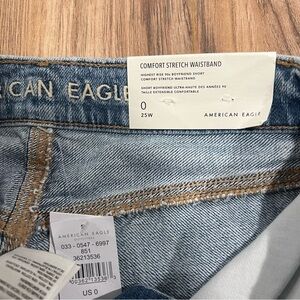 CAN EAGLE
COMFORT STRETCH WAISTBAND
HIGHEST RISE 90s BOYFRIEND SHORT
COMFORT STRETCH WAISTBAND
SHORT BOYFRIEND ULTRA-HAUTE DES ANNÉES 90
TAILLE EXTENSIBLE CONFORTABLE
0
25W
AMERICAN EAGLE
AMERICAN EAGLE
033 - 0547 - 6997
851
36213536
US 0